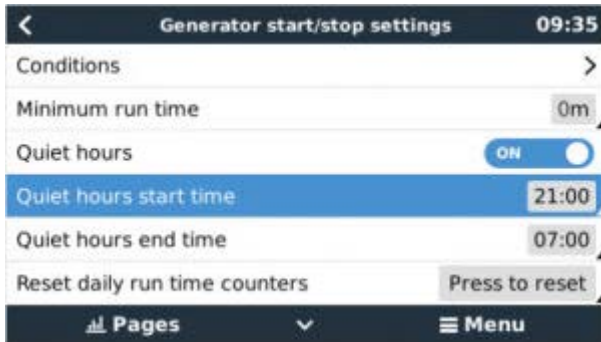 Generator start/stop settings 09:35
Conditions
Minimum run time 0m
Quiet hours ON
Quiet hours start time 21:00
Quiet hours end time 07:00
Reset daily run time counters Press to reset
Pages Menu